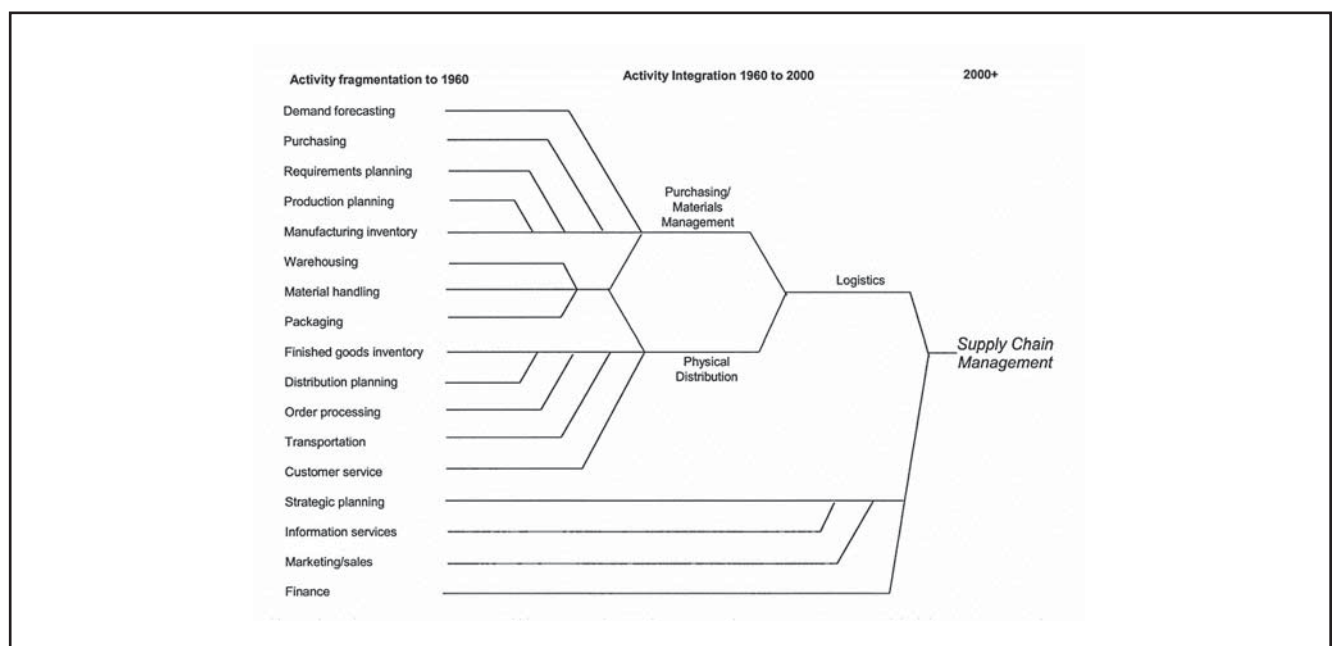 Activity fragmentation to 1960
Activity Integration 1960 to 2000
2000+
Demand forecasting
Purchasing
Requirements planning
Production planning
Manufacturing inventory
Warehousing
Material handling
Packaging
Finished goods inventory
Distribution planning
Order processing
Transportation
Customer service
Strategic planning
Information services
Marketing/sales
Finance
Purchasing/
Materials
Management
Physical
Distribution
Logistics
Supply Chain
Management